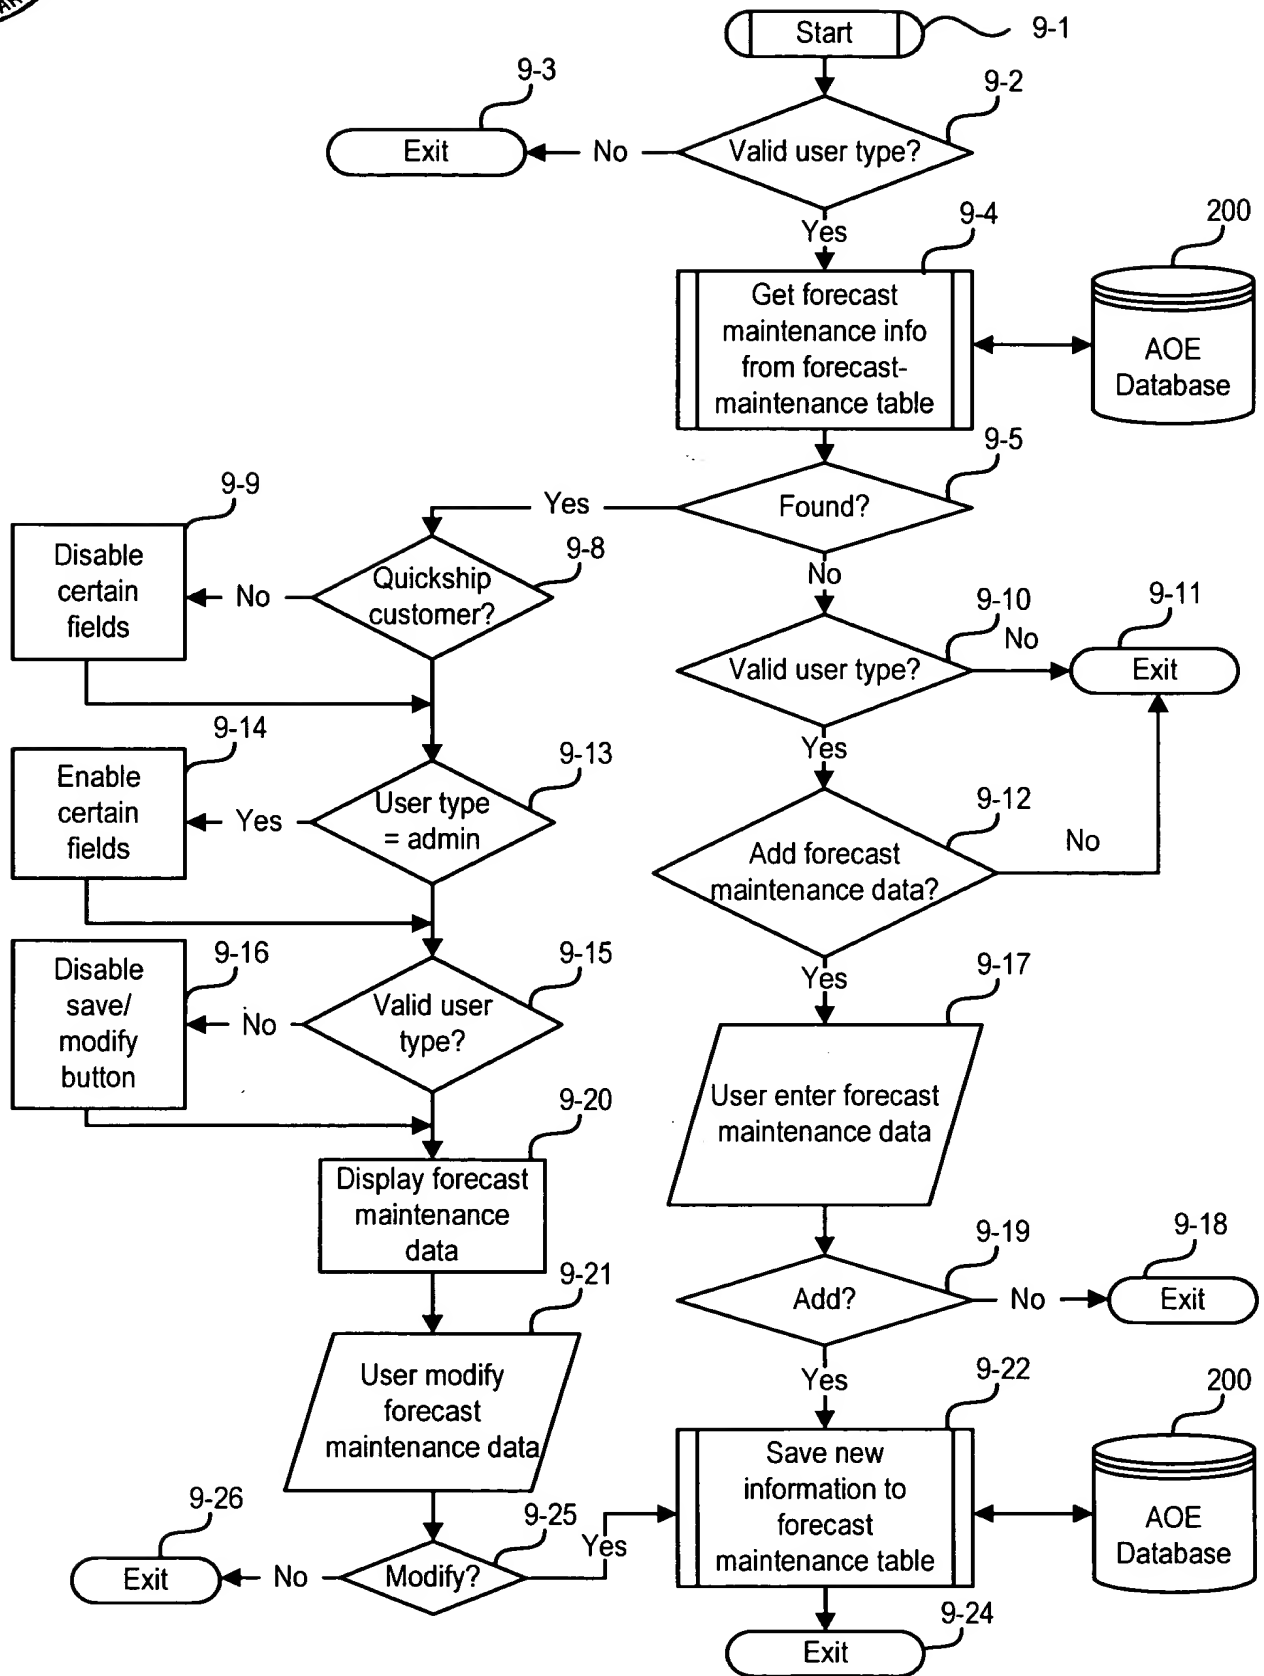 Start
9-1
9-3
9-2
Exit
No
Valid user type?
Yes
9-4
200
Get forecast
maintenance info
from forecast-
maintenance table
AOE
Database
9-5
Found?
Yes
No
9-9
Disable
certain
fields
No
Quickship
customer?
9-8
9-10
Valid user type?
No
9-11
Exit
Yes
9-14
Enable
certain
fields
Yes
User type
= admin
9-13
9-12
Add forecast
maintenance data?
No
Yes
9-16
Disable
save/
modify
button
No
Valid user
type?
9-15
9-17
User enter forecast
maintenance data
9-20
Display forecast
maintenance
data
9-19
Add?
No
9-18
Exit
Yes
9-21
User modify
forecast
maintenance data
9-22
Save new
information to
forecast
maintenance table
200
AOE
Database
9-26
Exit
No
Modify?
9-25
Yes
9-24
Exit